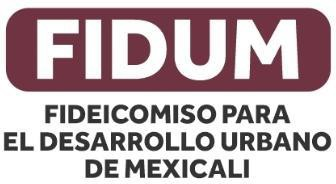 FIDUM
FIDEICOMISO PARA
EL DESARROLLO URBANO
DE MEXICALI